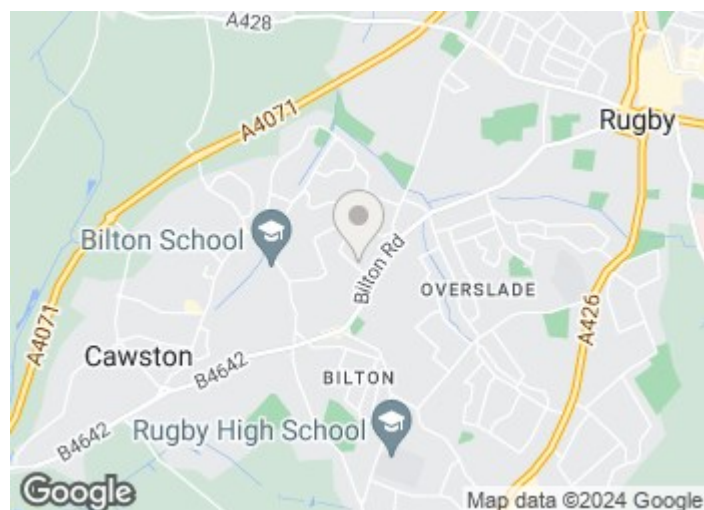 A428
A4071
Rugby
Bilton School
Bilton Rd
OVERSLADE
A4071
A426
Cawston
B4642
BILTON
Rugby High School
B4642
Google
Map data ©2024 Google